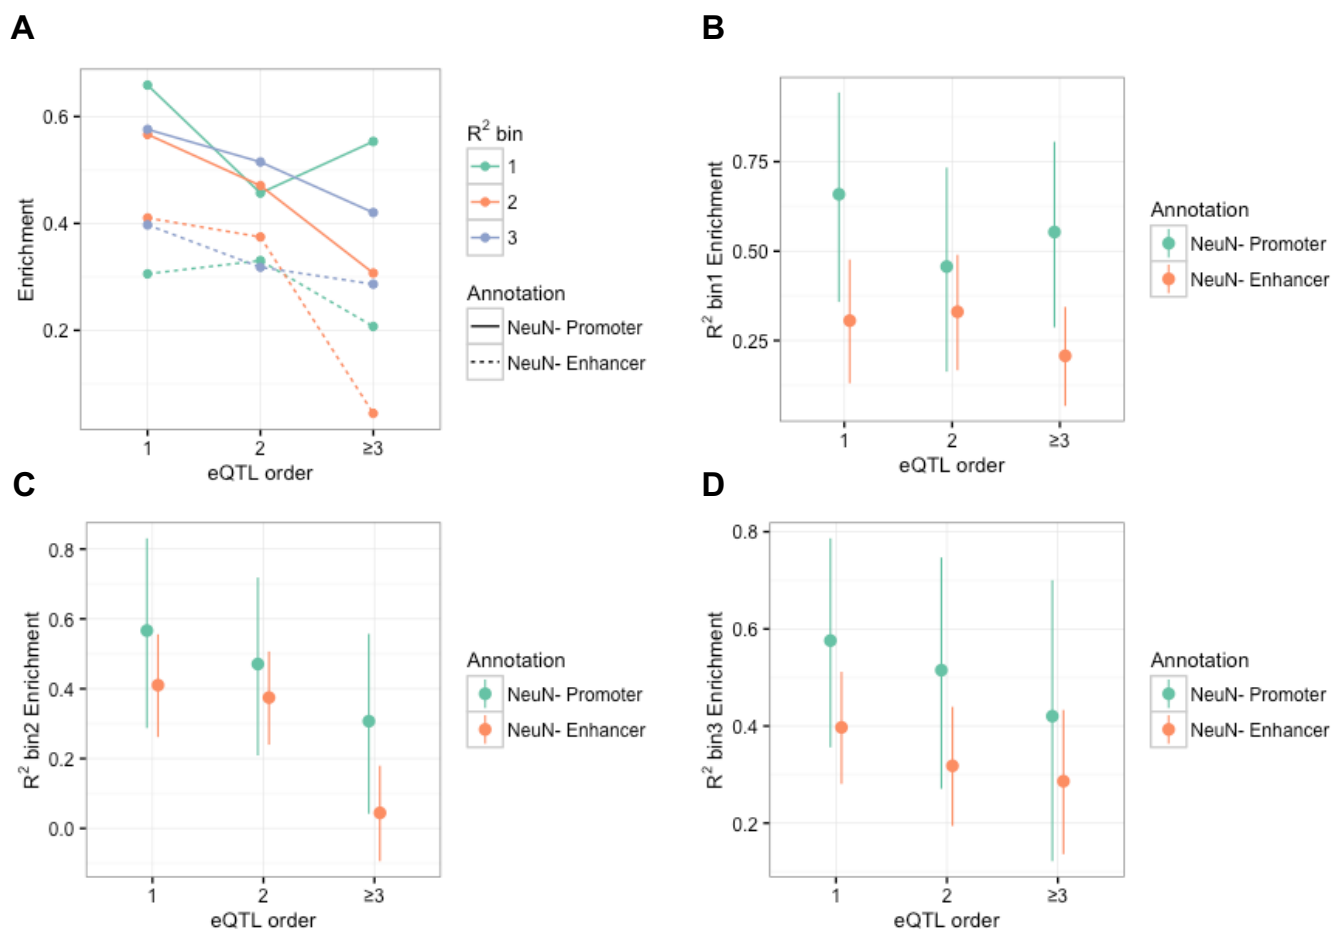 A
0.6
0.4
0.2
Enrichment
1
2
≥3
eQTL order
R² bin
1
2
3
Annotation
NeuN- Promoter
NeuN- Enhancer
B
0.75
0.50
0.25
R² bin1 Enrichment
1
2
≥3
eQTL order
Annotation
NeuN- Promoter
NeuN- Enhancer
C
0.8
0.6
0.4
0.2
0.0
R² bin2 Enrichment
1
2
≥3
eQTL order
Annotation
NeuN- Promoter
NeuN- Enhancer
D
0.8
0.6
0.4
0.2
R² bin3 Enrichment
1
2
≥3
eQTL order
Annotation
NeuN- Promoter
NeuN- Enhancer